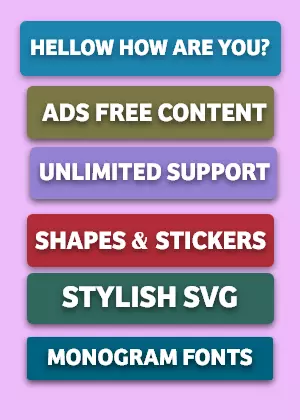 HELLOW HOW ARE YOU?
ADS FREE CONTENT
UNLIMITED SUPPORT
SHAPES & STICKERS
STYLISH SVG
MONOGRAM FONTS